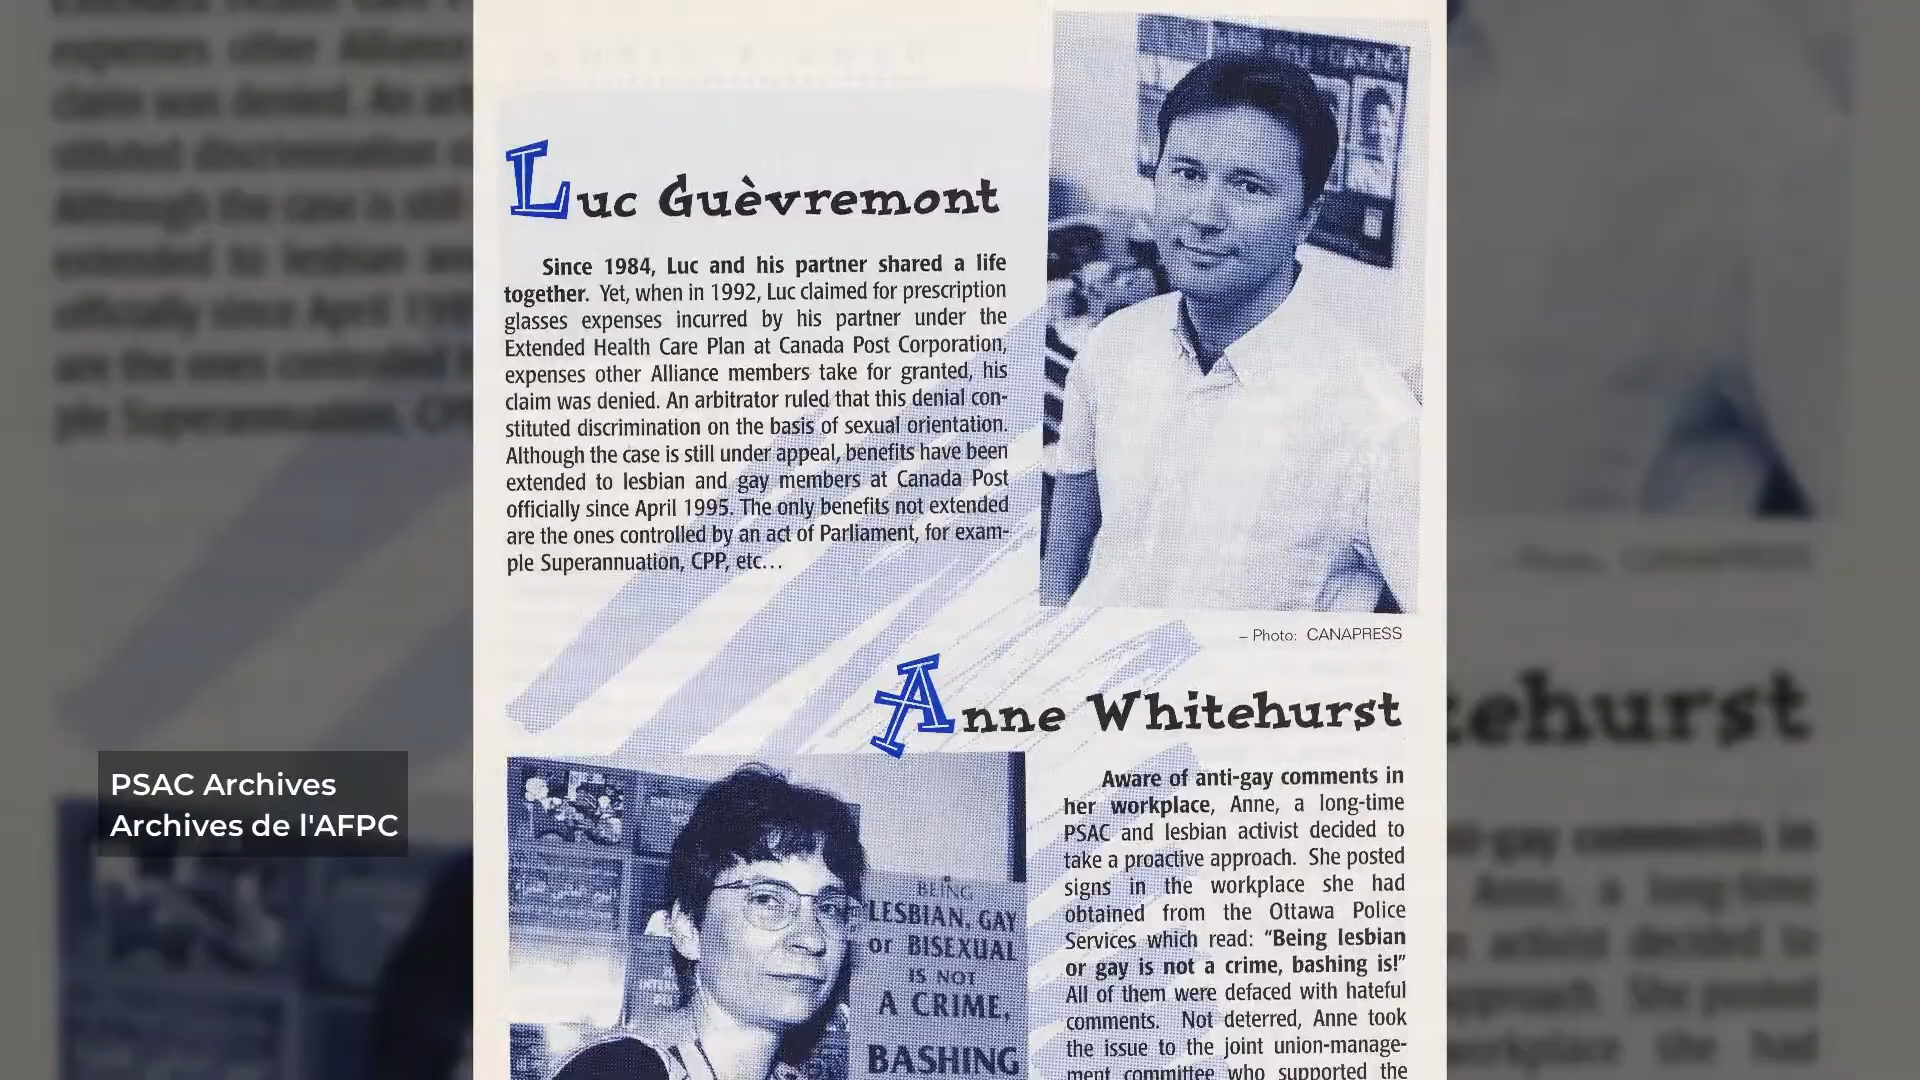 Luc Guèvremont
Since 1984, Luc and his partner shared a life
together. Yet, when in 1992, Luc claimed for prescription
glasses expenses incurred by his partner under the
Extended Health Care Plan at Canada Post Corporation,
expenses other Alliance members take for granted, his
claim was denied. An arbitrator ruled that this denial con-
stituted discrimination on the basis of sexual orientation.
Although the case is still under appeal, benefits have been
extended to lesbian and gay members at Canada Post
officially since April 1995. The only benefits not extended
are the ones controlled by an act of Parliament, for exam-
ple Superannuation, CPP, etc…
– Photo: CANAPRESS
Anne Whitehurst
Aware of anti-gay comments in
her workplace, Anne, a long-time
PSAC and lesbian activist decided to
take a proactive approach. She posted
signs in the workplace she had
obtained from the Ottawa Police
Services which read: “Being lesbian
or gay is not a crime, bashing is!”
All of them were defaced with hateful
comments. Not deterred, Anne took
the issue to the joint union-manage-
ment committee who supported the
BEING
LESBIAN, GAY
or BISEXUAL
IS NOT
A CRIME,
BASHING
PSAC Archives
Archives de l'AFPC